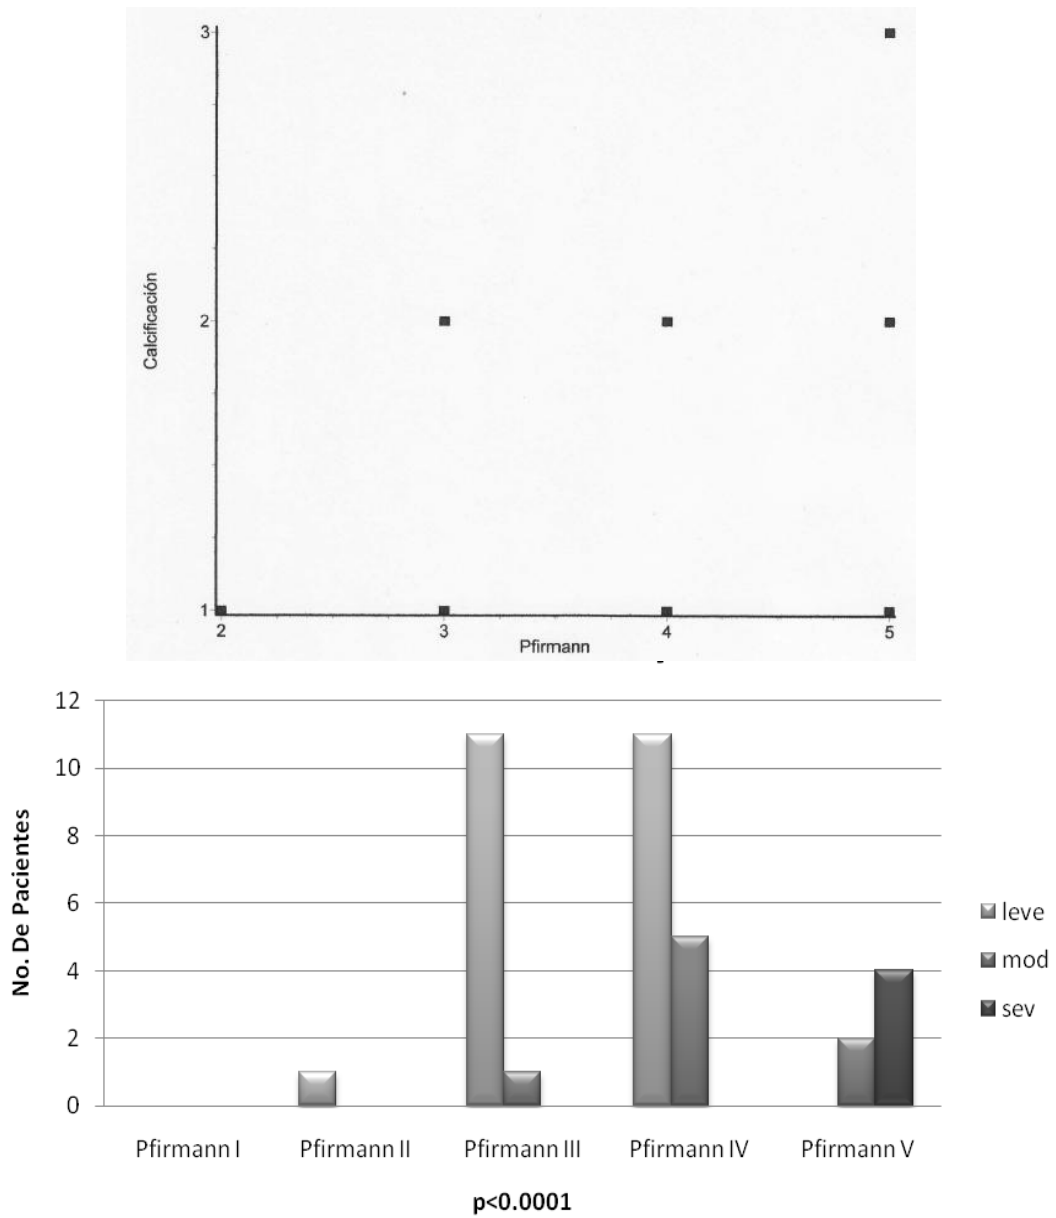 3
2
1
Calcificación
2
3
4
5
Pfirmann
12
10
8
6
4
2
0
No. De Pacientes
leve
mod
sev
Pfirmann I
Pfirmann II
Pfirmann III
Pfirmann IV
Pfirmann V
p<0.0001